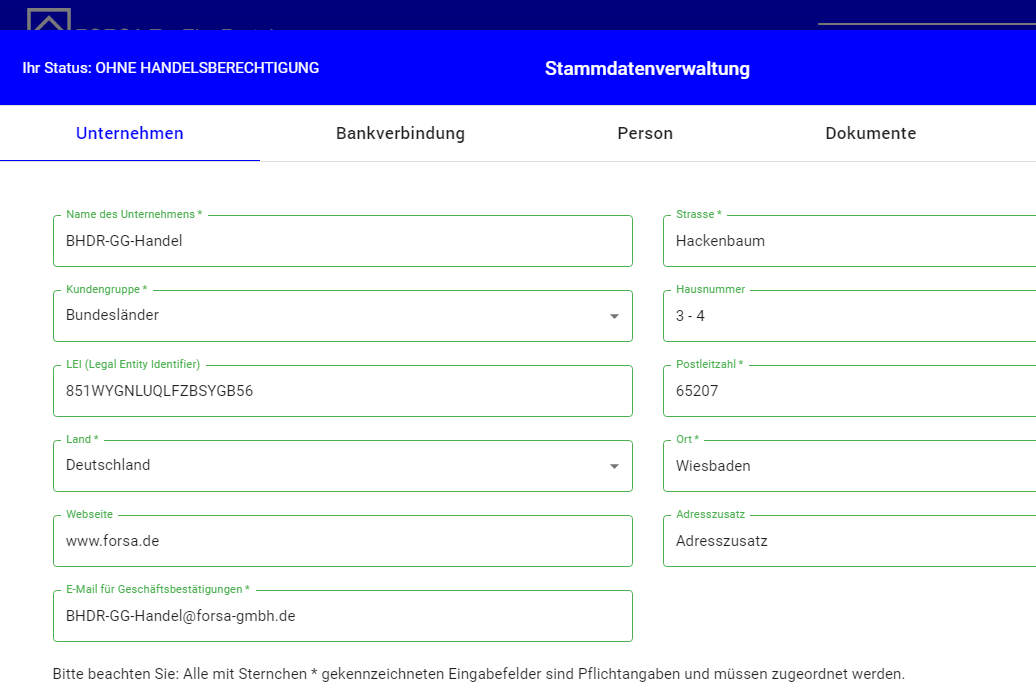 Ihr Status: OHNE HANDELSBERECHTIGUNG
Stammdatenverwaltung
Unternehmen Bankverbindung Person Dokumente
Name des Unternehmens *
BHDR-GG-Handel
Strasse *
Hackenbaum
Kundengruppe *
Bundesländer
Hausnummer
3 - 4
LEI (Legal Entity Identifier)
851WYGNLUQLFZBSYGB56
Postleitzahl *
65207
Land *
Deutschland
Ort *
Wiesbaden
Webseite
www.forsa.de
Adresszusatz
Adresszusatz
E-Mail für Geschäftsbestätigungen *
BHDR-GG-Handel@forsa-gmbh.de
Bitte beachten Sie: Alle mit Sternchen * gekennzeichneten Eingabefelder sind Pflichtangaben und müssen zugeordnet werden.